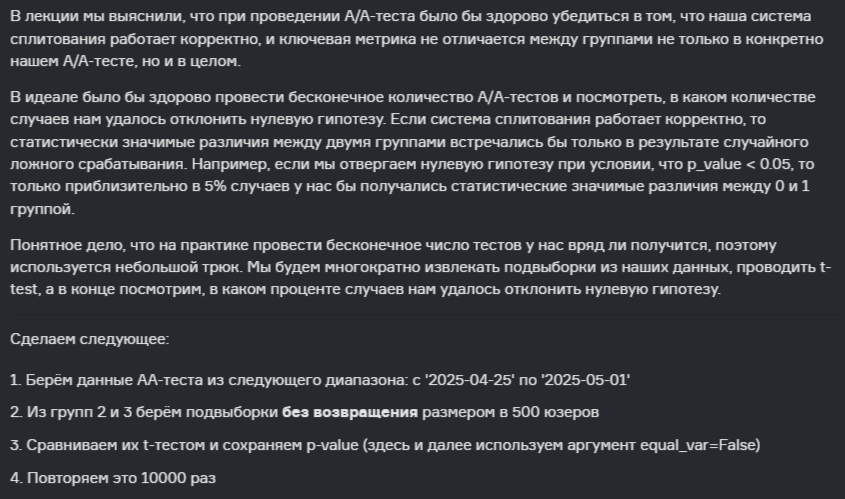 В лекции мы выяснили, что при проведении А/А-теста было бы здорово убедиться в том, что наша система
сплитования работает корректно, и ключевая метрика не отличается между группами не только в конкретно
нашем А/А-тесте, но и в целом.
В идеале было бы здорово провести бесконечное количество А/А-тестов и посмотреть, в каком количестве
случаев нам удалось отклонить нулевую гипотезу. Если система сплитования работает корректно, то
статистически значимые различия между двумя группами встречались бы только в результате случайного
ложного срабатывания. Например, если мы отвергаем нулевую гипотезу при условии, что p_value < 0.05, то
только приблизительно в 5% случаев у нас бы получались статистические значимые различия между 0 и 1
группой.
Понятное дело, что на практике провести бесконечное число тестов у нас вряд ли получится, поэтому
используется небольшой трюк. Мы будем многократно извлекать подвыборки из наших данных, проводить t-
test, а в конце посмотрим, в каком проценте случаев нам удалось отклонить нулевую гипотезу.
Сделаем следующее:
1. Берём данные АА-теста из следующего диапазона: с '2025-04-25' по '2025-05-01'
2. Из групп 2 и 3 берём подвыборки без возвращения размером в 500 юзеров
3. Сравниваем их t-тестом и сохраняем p-value (здесь и далее используем аргумент equal_var=False)
4. Повторяем это 10000 раз